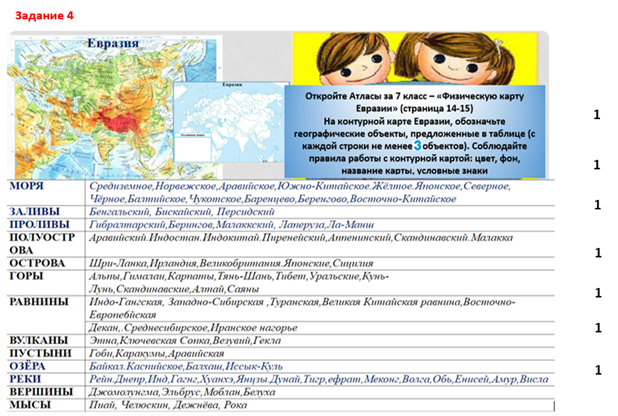 Задание 4
Евразия
Евразия
Откройте Атласы за 7 класс – «Физическую карту
Евразии» (страница 14-15)
На контурной карте Евразии, обозначьте
географические объекты, предложенные в таблице (с
каждой строки не менее 3 объектов). Соблюдайте
правила работы с контурной картой: цвет, фон,
название карты, условные знаки
1
1
1
1
1
1
1
МОРЯ Средиземное,Норвежское,Аравийское,Южно-Китайское.Жёлтое.Японское,Северное,
Чёрное,Балтийское,Чукотское,Баренцево,Беренгово,Восточно-Китайское
ЗАЛИВЫ Бенгальский, Бискайский, Персидский
ПРОЛИВЫ Гибралтарский,Берингов,Малаккский, Лаперуза,Ла-Манш
ПОЛУОСТР Аравийский.Индостан.Индокитай.Пиренейский,Аппенинский,Скандинавский.Малакка
ОВА
ОСТРОВА Шри-Ланка,Ирландия,Великобритания.Японские,Сицилия
ГОРЫ Альпы,Гималаи,Карпаты,Тянь-Шань,Тибет,Уральские,Кунь-
Лунь,Скандинавские,Алтай,Саяны
РАВНИНЫ Индо-Гангская, Западно-Сибирская ,Туранская,Великая Китайская равнина,Восточно-
Европебйская
Декан,.Среднесибирское,Иранское нагорье
ВУЛКАНЫ Этна,Ключевская Сопка,Везувий,Гекла
ПУСТЫНИ Гоби,Каракумы,Аравийская
ОЗЁРА Байкал.Каспийское,Балхаш,Иссык-Куль
РЕКИ Рейн.Днепр,Инд,Гагнг,Хуанхэ,Янцзы.Дунай,Тигр,ефрат,Меконг,Волга,Обь,Енисей,Амур,Висла
ВЕРШИНЫ Джомолунгма,Эльбрус,Моблан,Белуха
МЫСЫ Пиай, Челюскин, Дежнёва, Рока